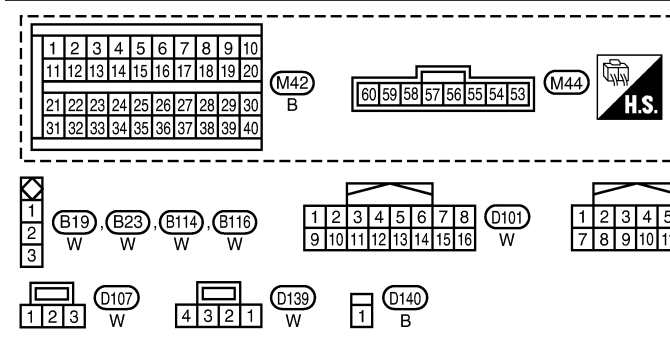 1 2 3 4 5 6 7 8 9 10
11 12 13 14 15 16 17 18 19 20
21 22 23 24 25 26 27 28 29 30
31 32 33 34 35 36 37 38 39 40
M42
B
60 59 58 57 56 55 54 53
M44
H.S.
1
2
3
B19 , B23 , B114 , B116
W W W W
1 2 3 4 5 6 7 8
9 10 11 12 13 14 15 16
D101
W
1 2 3 4 5
7 8 9 10
1 2 3
D107
W
4 3 2 1
D139
W
1
D140
B